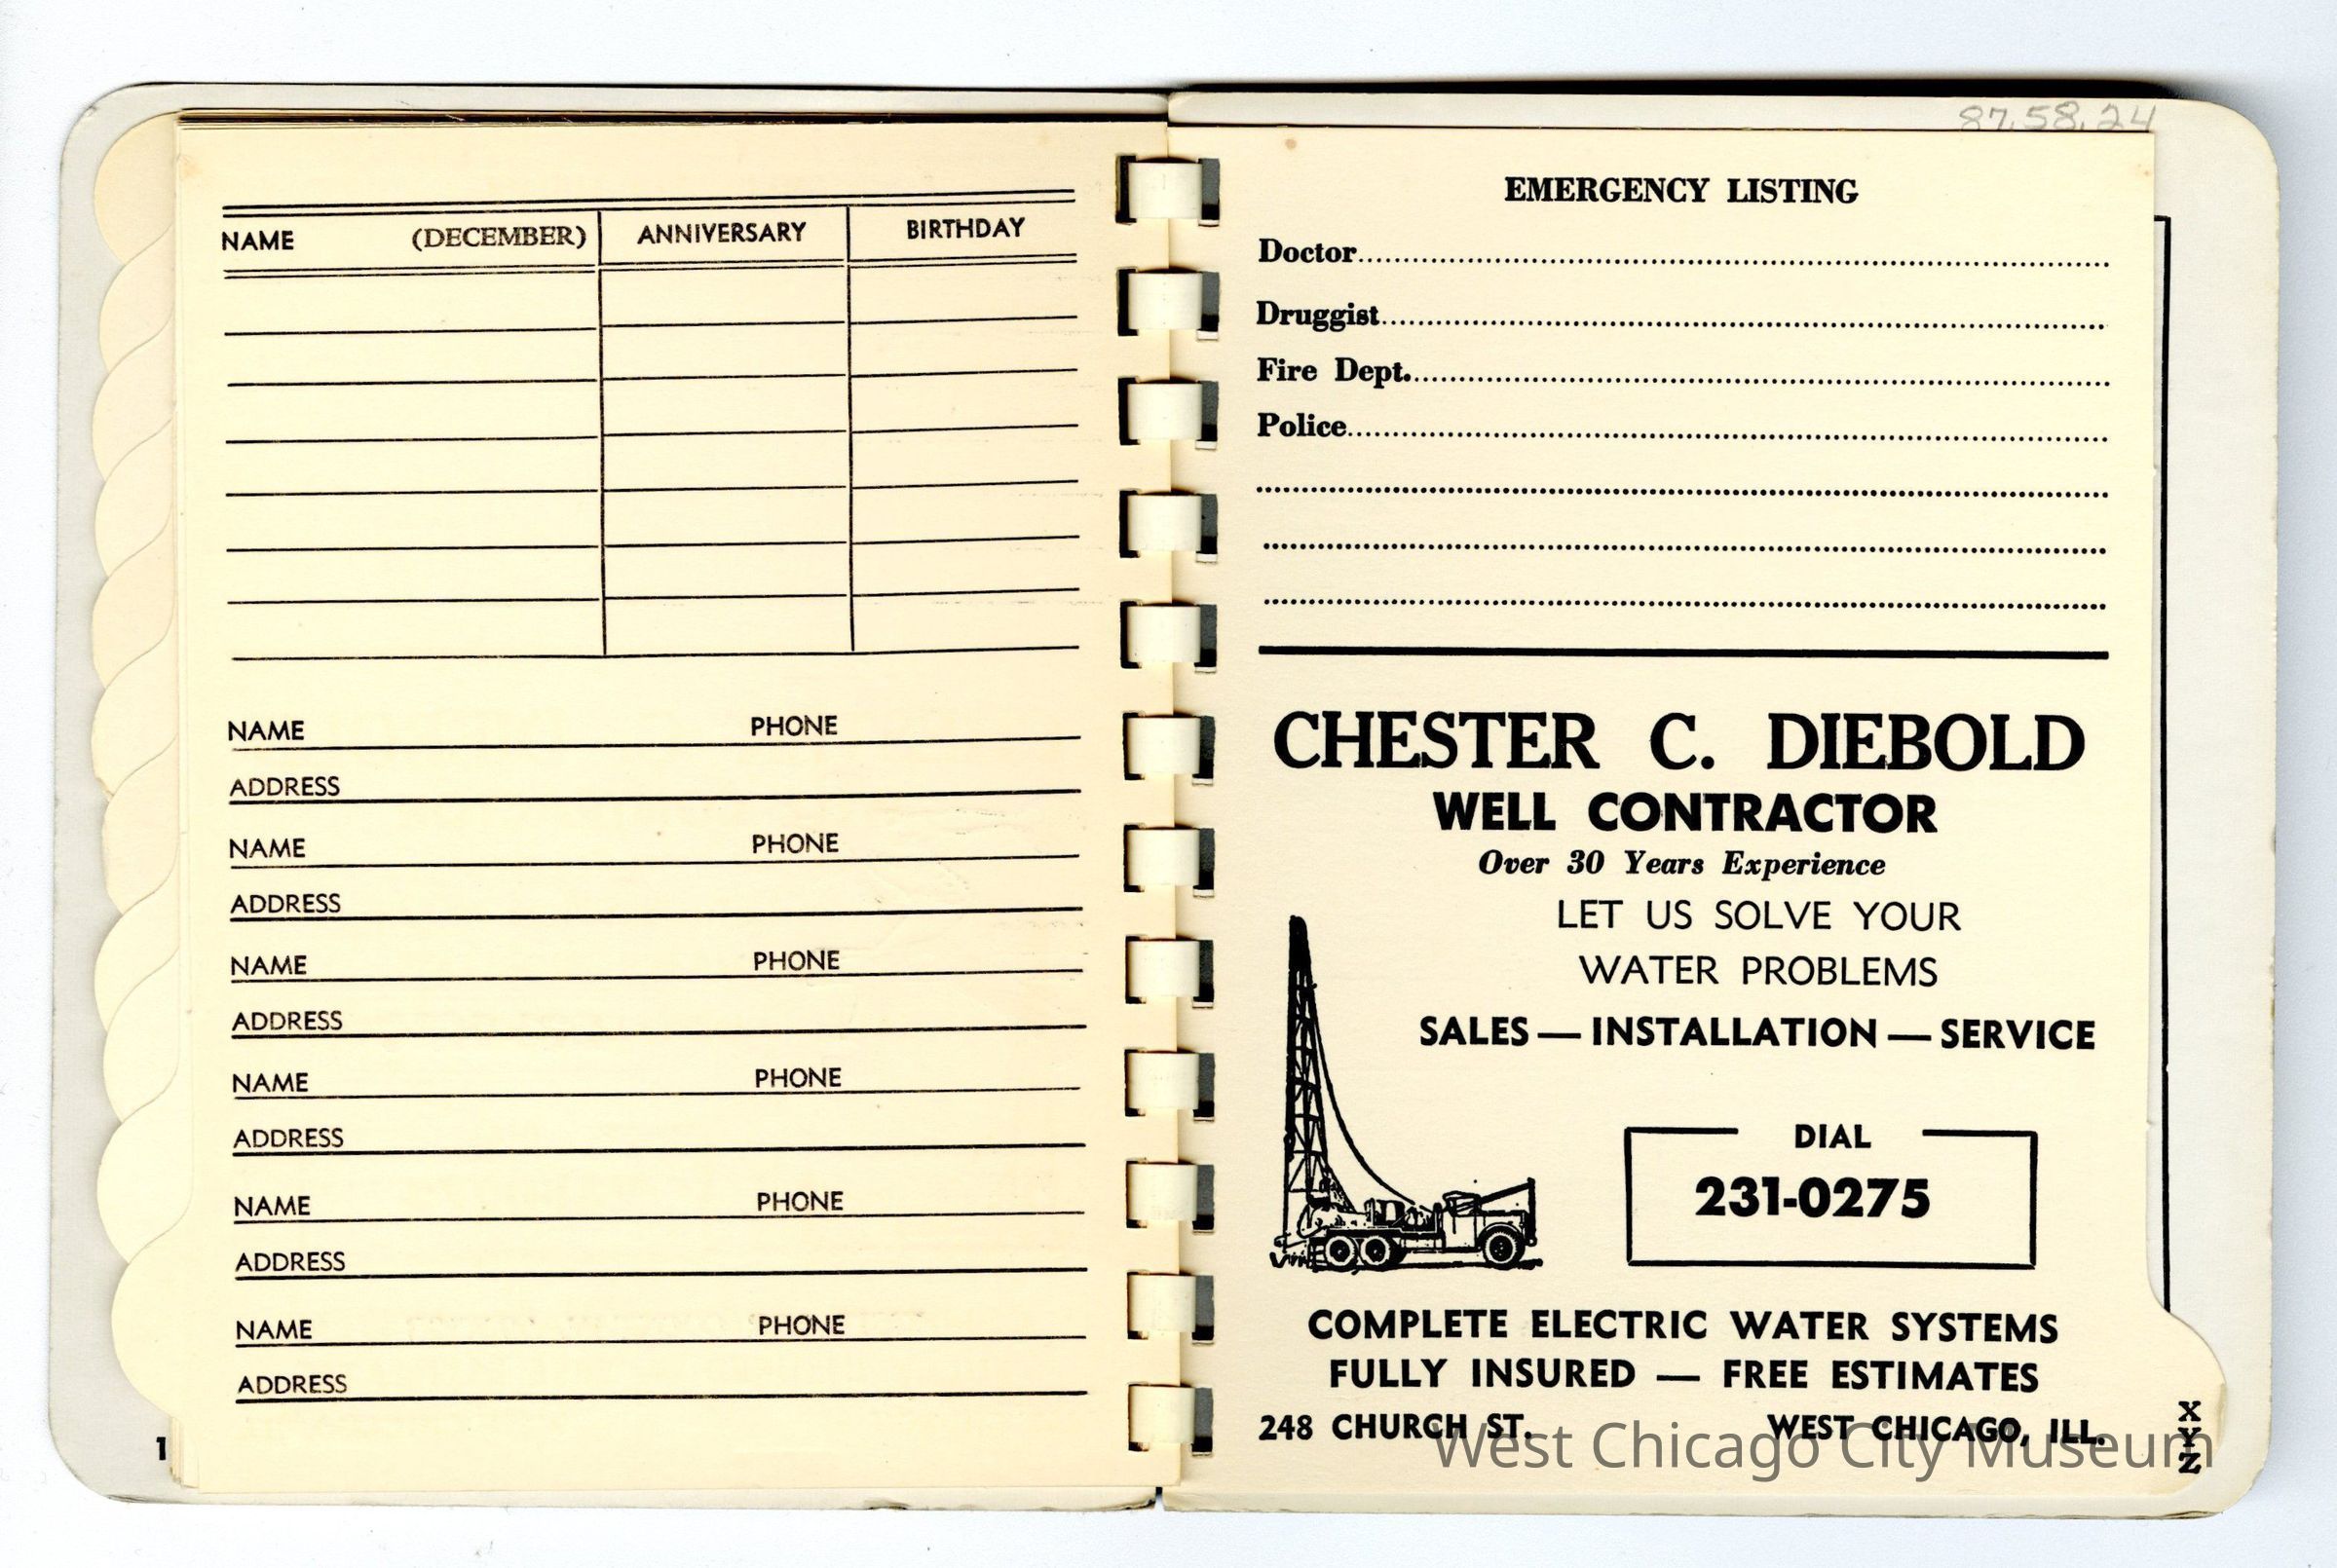 NAME (DECEMBER) ANNIVERSARY BIRTHDAY
NAME PHONE
ADDRESS
NAME PHONE
ADDRESS
NAME PHONE
ADDRESS
NAME PHONE
ADDRESS
NAME PHONE
ADDRESS
NAME PHONE
ADDRESS
1
87.58.24
EMERGENCY LISTING
Doctor
Druggist
Fire Dept.
Police
CHESTER C. DIEBOLD
WELL CONTRACTOR
Over 30 Years Experience
LET US SOLVE YOUR
WATER PROBLEMS
SALES — INSTALLATION — SERVICE
DIAL
231-0275
COMPLETE ELECTRIC WATER SYSTEMS
FULLY INSURED — FREE ESTIMATES
248 CHURCH ST. WEST CHICAGO, ILL.
X
Y
Z
West Chicago City Museum